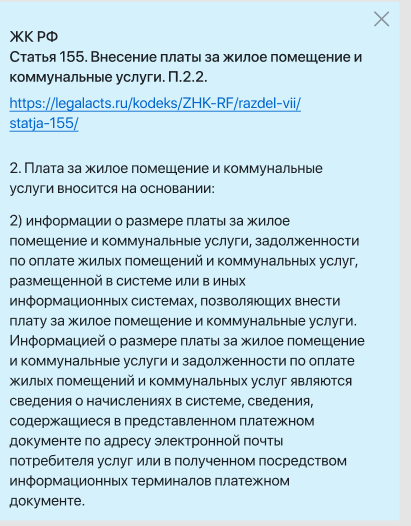 ЖК РФ
Статья 155. Внесение платы за жилое помещение и
коммунальные услуги. П.2.2.
https://legalacts.ru/kodeks/ZHK-RF/razdel-vii/
statja-155/
2. Плата за жилое помещение и коммунальные
услуги вносится на основании:
2) информации о размере платы за жилое
помещение и коммунальные услуги, задолженности
по оплате жилых помещений и коммунальных услуг,
размещенной в системе или в иных
информационных системах, позволяющих внести
плату за жилое помещение и коммунальные услуги.
Информацией о размере платы за жилое помещение
и коммунальные услуги и задолженности по оплате
жилых помещений и коммунальных услуг являются
сведения о начислениях в системе, сведения,
содержащиеся в представленном платежном
документе по адресу электронной почты
потребителя услуг или в полученном посредством
информационных терминалов платежном
документе.